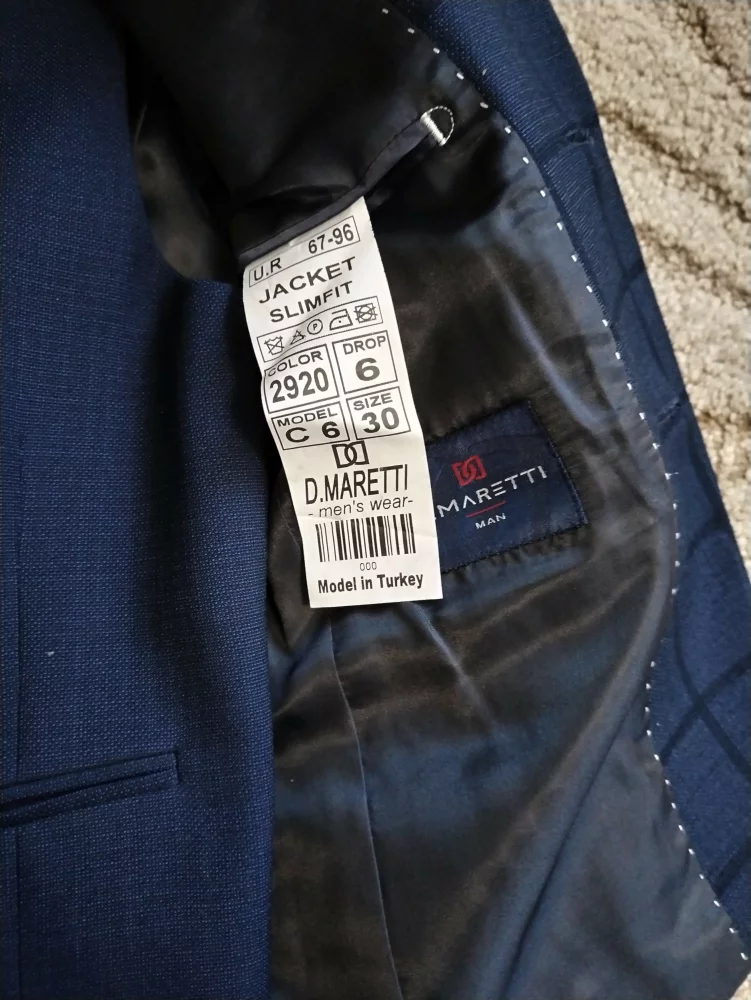 U.R 67-96
JACKET
SLIMFIT
P
COLOR DROP
2920 6
MODEL SIZE
C 6 30
D.MARETTI
- men's wear-
000
Model in Turkey
MARETTI
MAN